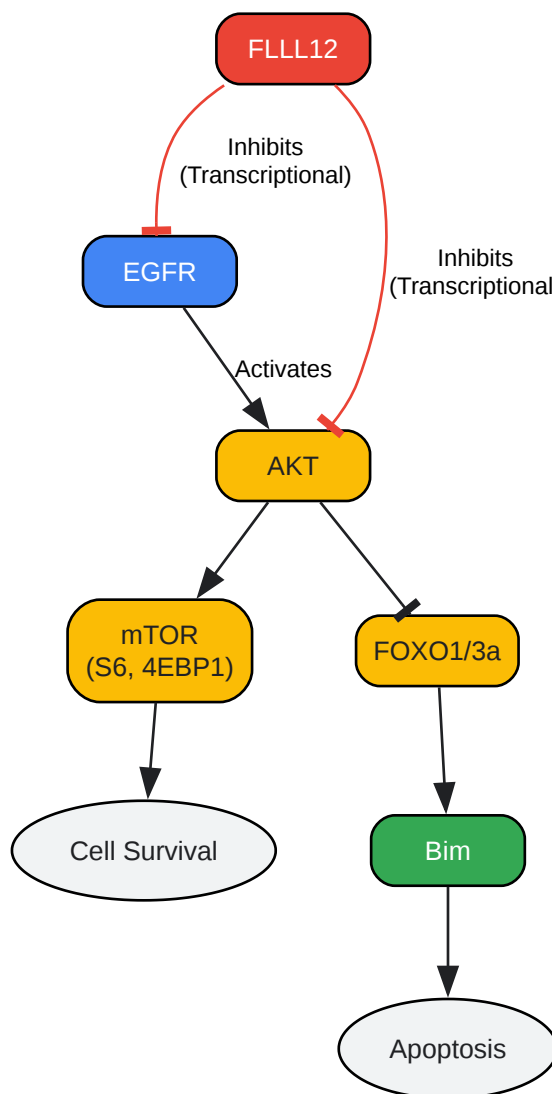 FLLL12
Inhibits
(Transcriptional)
EGFR
Inhibits
(Transcriptional
Activates
AKT
mTOR
(S6, 4EBP1)
FOXO1/3a
Cell Survival
Bim
Apoptosis